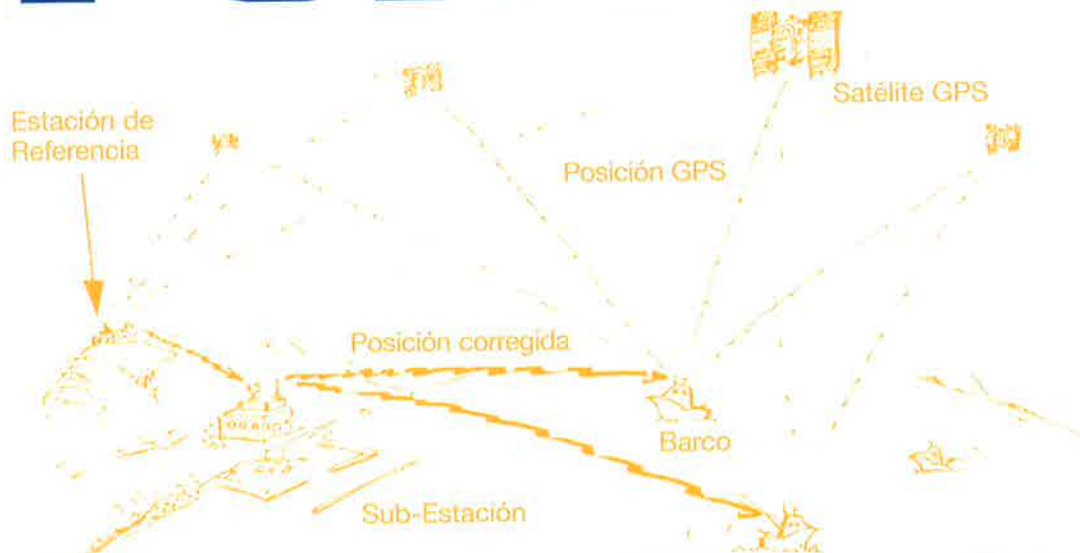 Estación de
Referencia
Satélite GPS
Posición GPS
Posición corregida
Barco
Sub-Estación